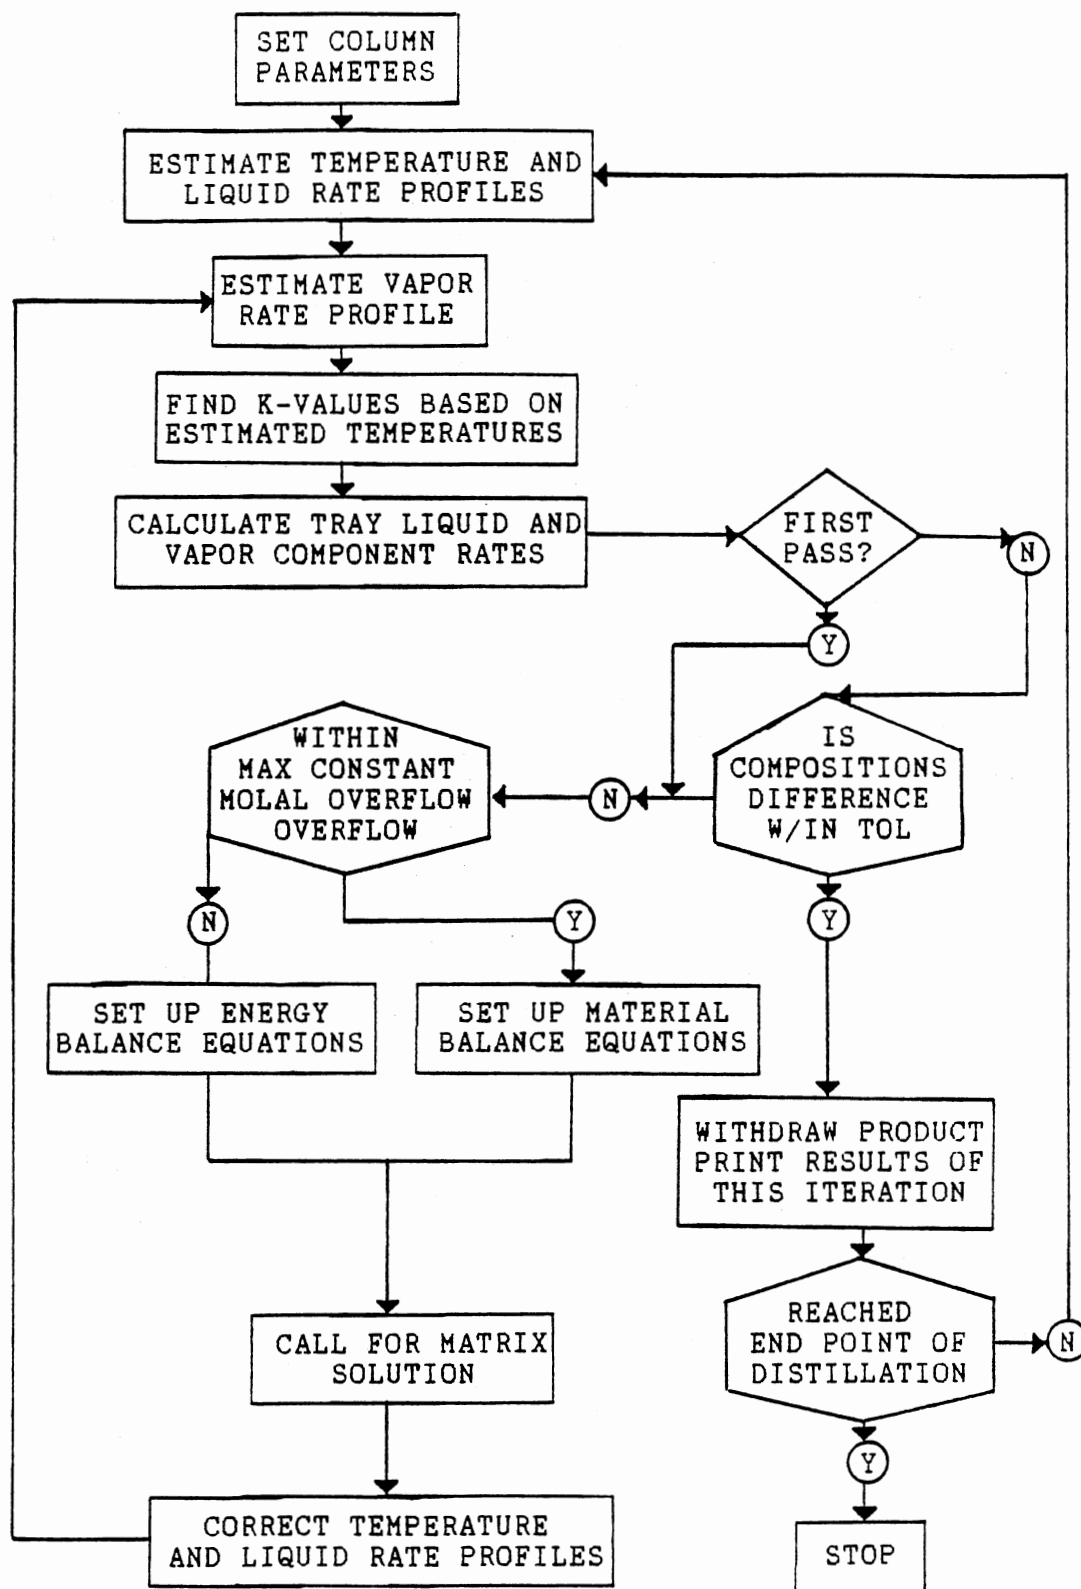 SET COLUMN
PARAMETERS
ESTIMATE TEMPERATURE AND
LIQUID RATE PROFILES
ESTIMATE VAPOR
RATE PROFILE
FIND K-VALUES BASED ON
ESTIMATED TEMPERATURES
CALCULATE TRAY LIQUID AND
VAPOR COMPONENT RATES
FIRST
PASS?
N
Y
IS
COMPOSITIONS
DIFFERENCE
W/IN TOL
N
WITHIN
MAX CONSTANT
MOLAL OVERFLOW
OVERFLOW
N
Y
Y
SET UP ENERGY
BALANCE EQUATIONS
SET UP MATERIAL
BALANCE EQUATIONS
WITHDRAW PRODUCT
PRINT RESULTS OF
THIS ITERATION
REACHED
END POINT OF
DISTILLATION
N
CALL FOR MATRIX
SOLUTION
Y
CORRECT TEMPERATURE
AND LIQUID RATE PROFILES
STOP